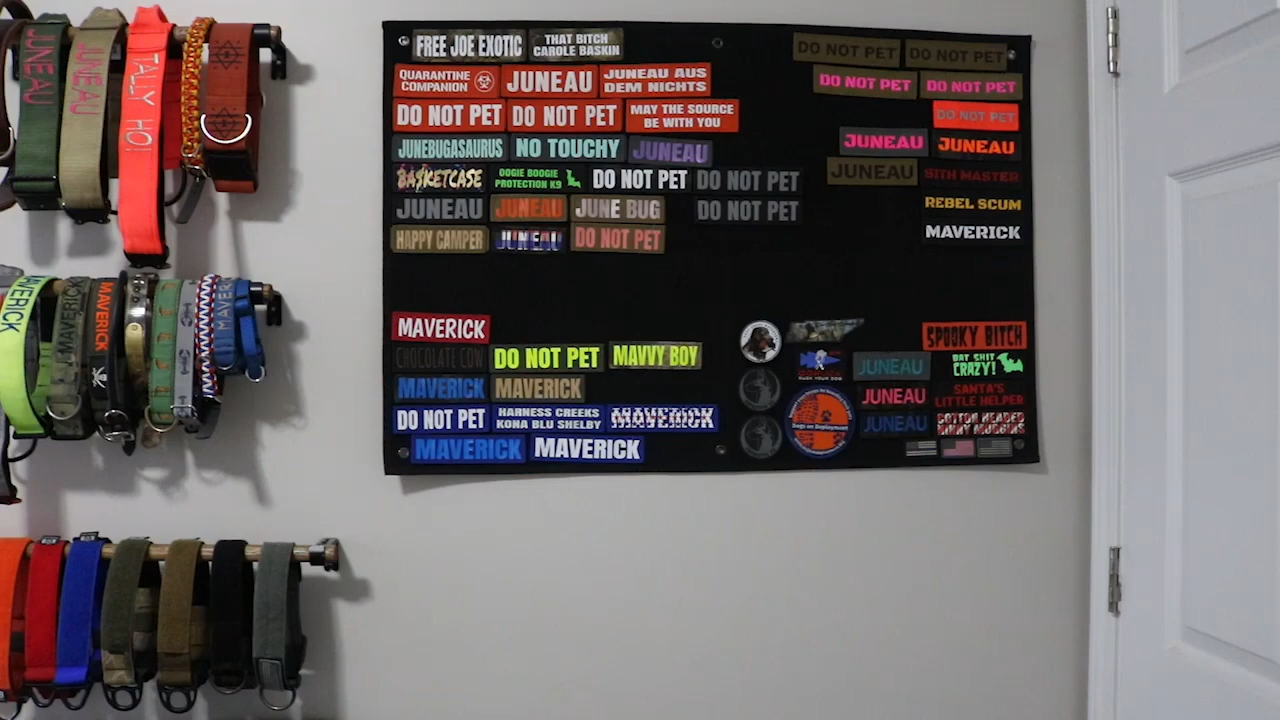 JUNEAU
JUNEAU
TALLY HO!
FREE JOE EXOTIC
THAT BITCH
CAROLE BASKIN
QUARANTINE
COMPANION
JUNEAU
JUNEAU AUS
DEM NICHTS
DO NOT PET
DO NOT PET
MAY THE SOURCE
BE WITH YOU
JUNEBUGASAURUS
NO TOUCHY
JUNEAU
BASKETCASE
OOGIE BOOGIE
PROTECTION K9
DO NOT PET
DO NOT PET
JUNEAU
JUNEAU
JUNE BUG
DO NOT PET
HAPPY CAMPER
JUNEAU
DO NOT PET
DO NOT PET
DO NOT PET
DO NOT PET
DO NOT PET
DO NOT PET
JUNEAU
JUNEAU
JUNEAU
SITH MASTER
REBEL SCUM
MAVERICK
MAVERICK
MAVERICK
MAVERICK
MAVERICK
MAVERICK
CHOCOLATE COW
DO NOT PET
MAVVY BOY
MAVERICK
MAVERICK
DO NOT PET
HARNESS CREEKS
KONA BLU SHELBY
MAVERICK
MAVERICK
MAVERICK
SPOOKY BITCH
JUNEAU
BAT SHIT
CRAZY!
JUNEAU
SANTA'S
LITTLE HELPER
Dogs on Deployment
JUNEAU
COTTON HEADED
NINNY MUGGINS